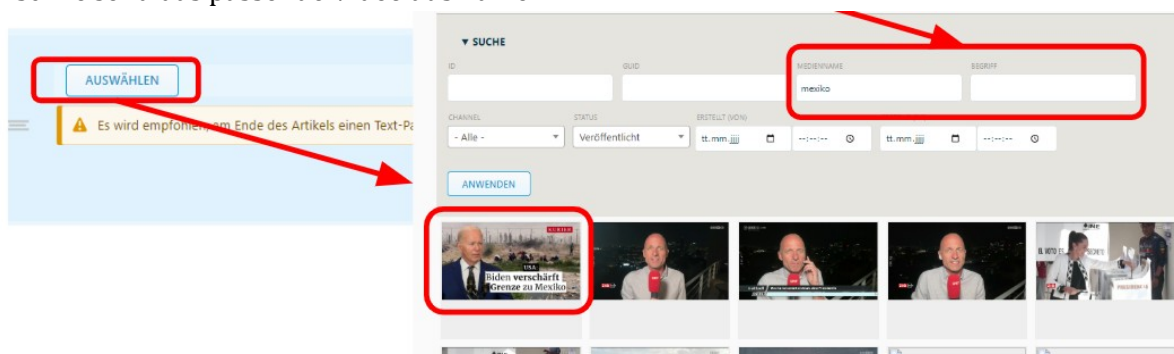 AUSWÄHLEN
Es wird empfohlen, am Ende des Artikels einen Text-Pa
▼ SUCHE
ID GUID MEDIENNAME BEGRIFF
mexiko
CHANNEL STATUS ERSTELLT (VON)
- Alle - Veröffentlicht tt.mm.jjjj --:--:-- tt.mm.jjjj --:--:--
ANWENDEN
KURIER
USA
Biden verschärft
Grenze zu Mexiko